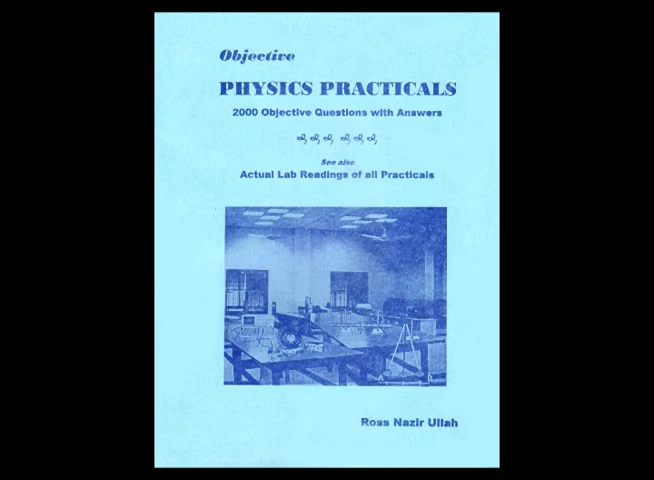 Objective
PHYSICS PRACTICALS
2000 Objective Questions with Answers
See also
Actual Lab Readings of all Practicals
Ross Nazir Ullah